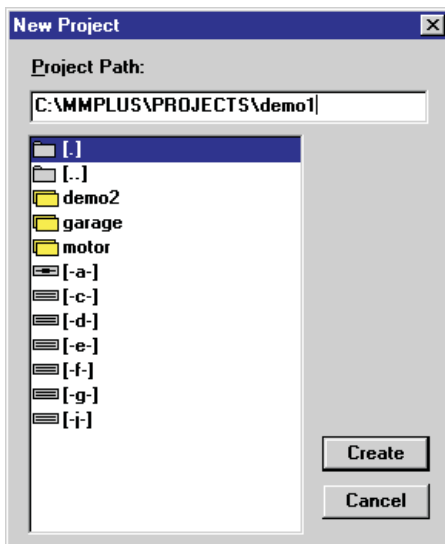 New Project
Project Path:
C:\MMPLUS\PROJECTS\demo1
[.]
[..]
demo2
garage
motor
[-a-]
[-c-]
[-d-]
[-e-]
[-f-]
[-g-]
[-j-]
Create
Cancel